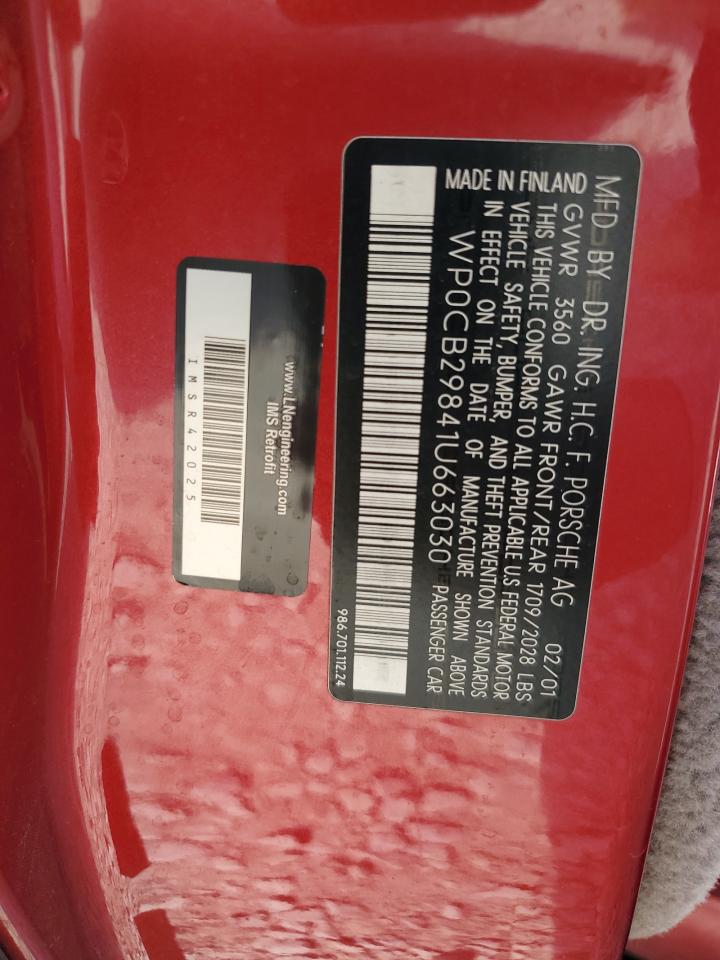 MFD BY DR. ING. H.C. F. PORSCHE AG 02/01
GVWR 3560 GAWR FRONT/REAR 1709/2028 LBS
THIS VEHICLE CONFORMS TO ALL APPLICABLE US FEDERAL MOTOR
VEHICLE SAFETY, BUMPER, AND THEFT PREVENTION STANDARDS
IN EFFECT ON THE DATE OF MANUFACTURE SHOWN ABOVE
MADE IN FINLAND WP0CB29841U663030 PASSENGER CAR
986.701.112.24
www.LNengineering.com
IMS Retrofit
IMSR42025